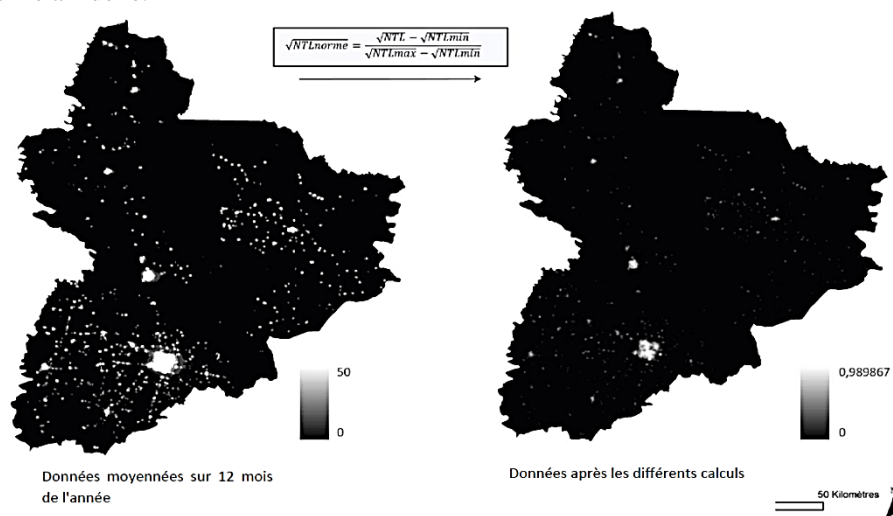 √NTLnorme = (√NTL − √NTLmin) / (√NTLmax − √NTLmin)
50
0
0,989867
0
Données moyennées sur 12 mois
de l'année
Données après les différents calculs
50 Kilomètres